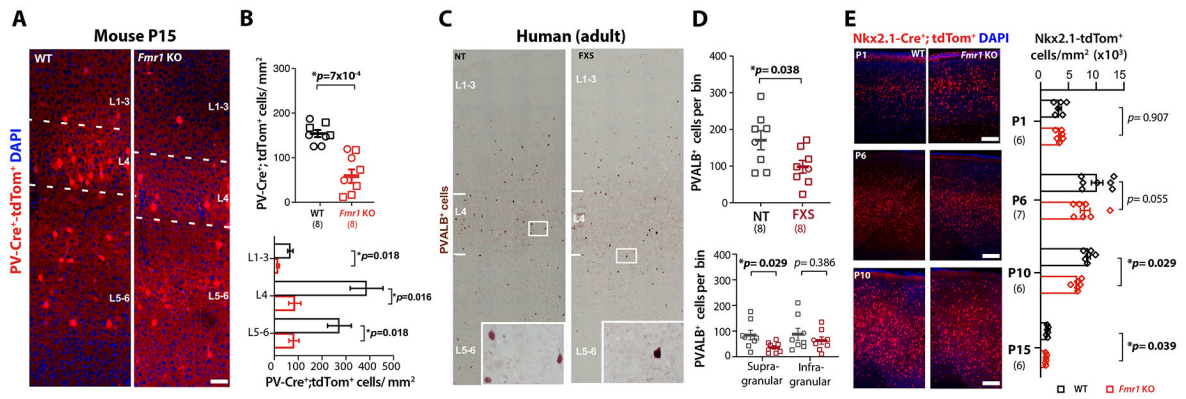 A
Mouse P15
WT
Fmr1 KO
L1-3
L1-3
L4
L4
L5-6
L5-6
PV-Cre⁺-tdTom⁺ DAPI
B
*p=7x10⁻⁴
PV-Cre⁺; tdTom⁺ cells/ mm²
200
100
0
WT
(8)
Fmr1 KO
(8)
L1-3
*p=0.018
L4
*p=0.016
L5-6
*p=0.018
0
100
200
300
400
500
PV-Cre⁺;tdTom⁺ cells/ mm²
C
Human (adult)
NT
FXS
L1-3
L1-3
L4
L4
L5-6
L5-6
PVALB⁺ cells
D
*p= 0.038
PVALB⁺ cells per bin
400
300
200
100
0
NT
(8)
FXS
(8)
*p= 0.029
p= 0.386
PVALB⁺ cells per bin
400
300
200
100
0
Supra-
granular
Infra-
granular
E
Nkx2.1-Cre⁺; tdTom⁺ DAPI
P1
WT
Fmr1 KO
P6
P10
Nkx2.1-tdTom⁺
cells/mm² (x10³)
0
5
10
15
P1
(6)
p= 0.907
P6
(7)
p= 0.055
P10
(6)
*p= 0.029
P15
(6)
*p= 0.039
WT
Fmr1 KO